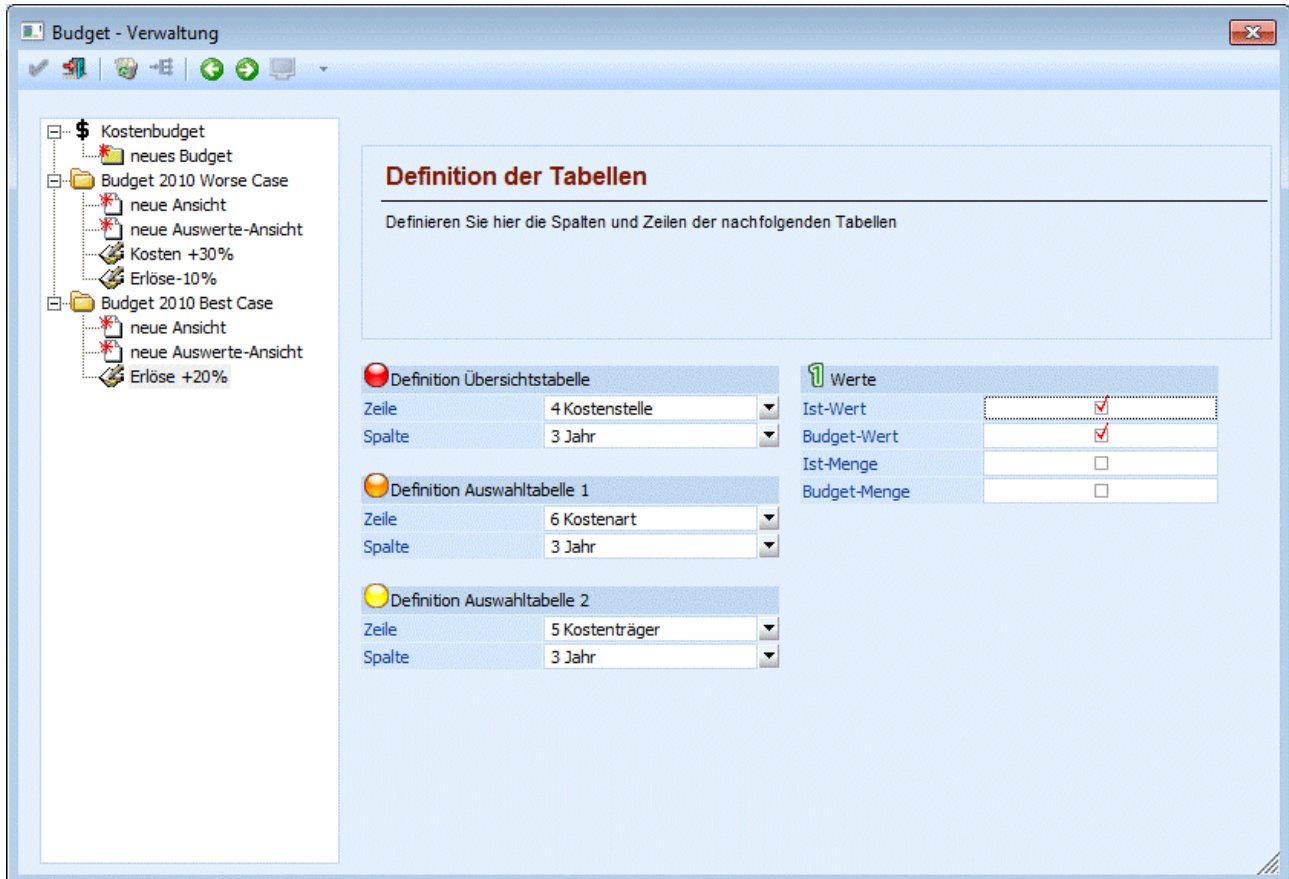 Budget - Verwaltung
Kostenbudget
neues Budget
Budget 2010 Worse Case
neue Ansicht
neue Auswerte-Ansicht
Kosten +30%
Erlöse-10%
Budget 2010 Best Case
neue Ansicht
neue Auswerte-Ansicht
Erlöse +20%
Definition der Tabellen
Definieren Sie hier die Spalten und Zeilen der nachfolgenden Tabellen
Definition Übersichtstabelle
Zeile 4 Kostenstelle
Spalte 3 Jahr
Definition Auswahltabelle 1
Zeile 6 Kostenart
Spalte 3 Jahr
Definition Auswahltabelle 2
Zeile 5 Kostenträger
Spalte 3 Jahr
1 Werte
Ist-Wert
Budget-Wert
Ist-Menge
Budget-Menge